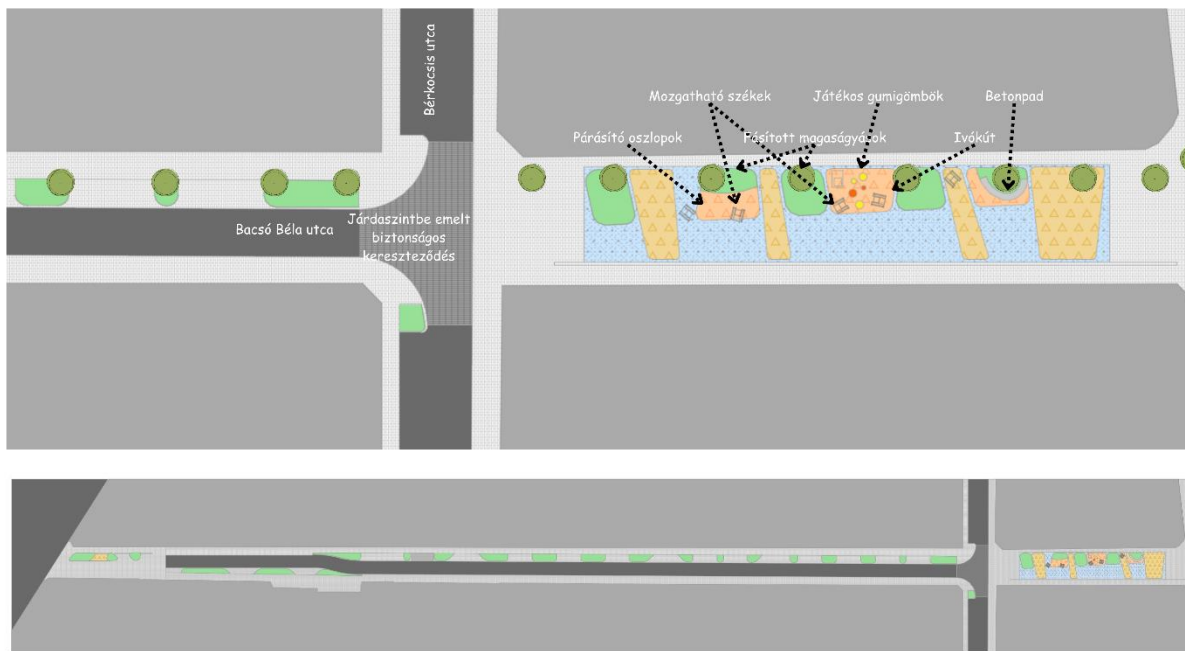 Bérkocsis utca
Mozgatható székek
Játékos gumigömbök
Betonpad
Párásító oszlopok
Fásított magaságyások
Ivókút
Bacsó Béla utca
Járdaszintbe emelt
biztonságos
kereszteződés